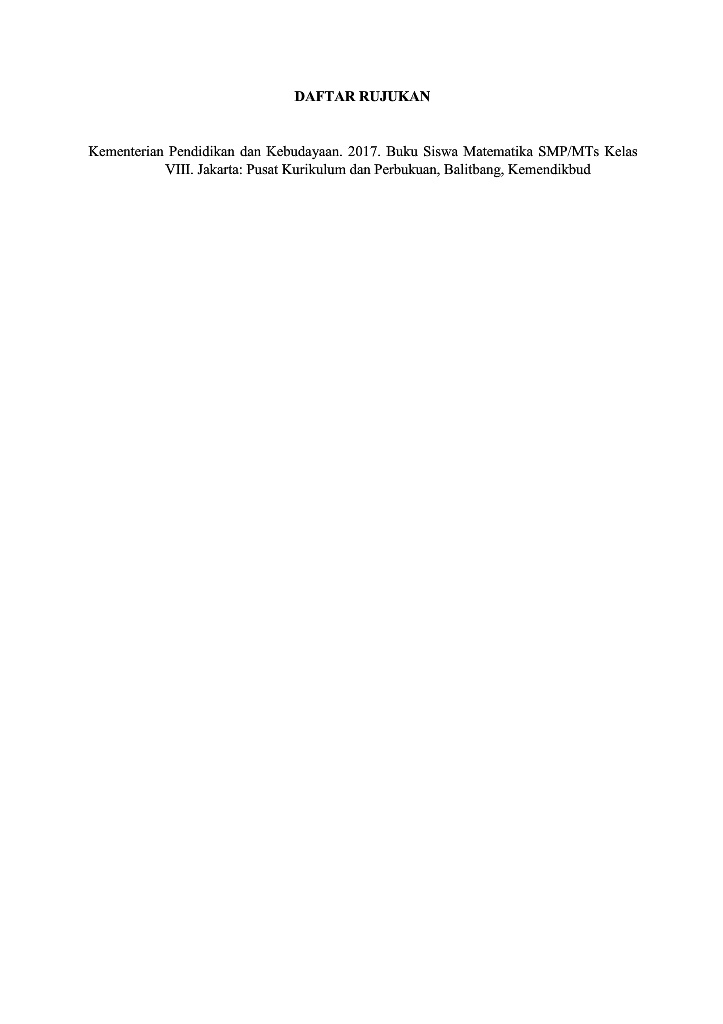 DAFTAR RUJUKAN
Kementerian Pendidikan dan Kebudayaan. 2017. Buku Siswa Matematika SMP/MTs Kelas
VIII. Jakarta: Pusat Kurikulum dan Perbukuan, Balitbang, Kemendikbud